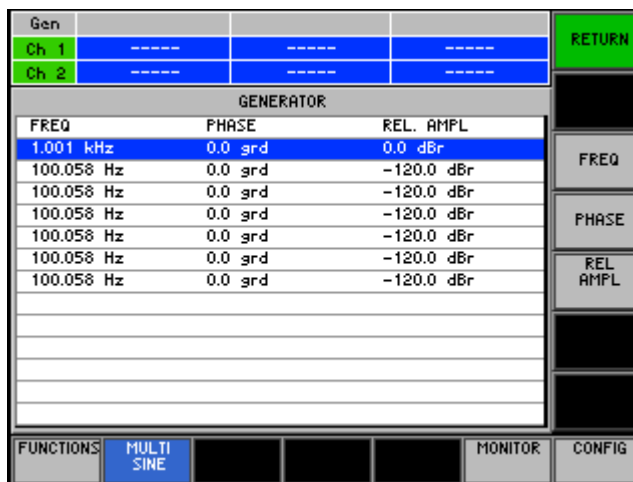 Gen
Ch 1 ----- ----- -----
Ch 2 ----- ----- -----
GENERATOR
FREQ PHASE REL. AMPL
1.001 kHz 0.0 grd 0.0 dBr
100.058 Hz 0.0 grd -120.0 dBr
100.058 Hz 0.0 grd -120.0 dBr
100.058 Hz 0.0 grd -120.0 dBr
100.058 Hz 0.0 grd -120.0 dBr
100.058 Hz 0.0 grd -120.0 dBr
100.058 Hz 0.0 grd -120.0 dBr
RETURN
FREQ
PHASE
REL
AMPL
FUNCTIONS
MULTI
SINE
MONITOR
CONFIG